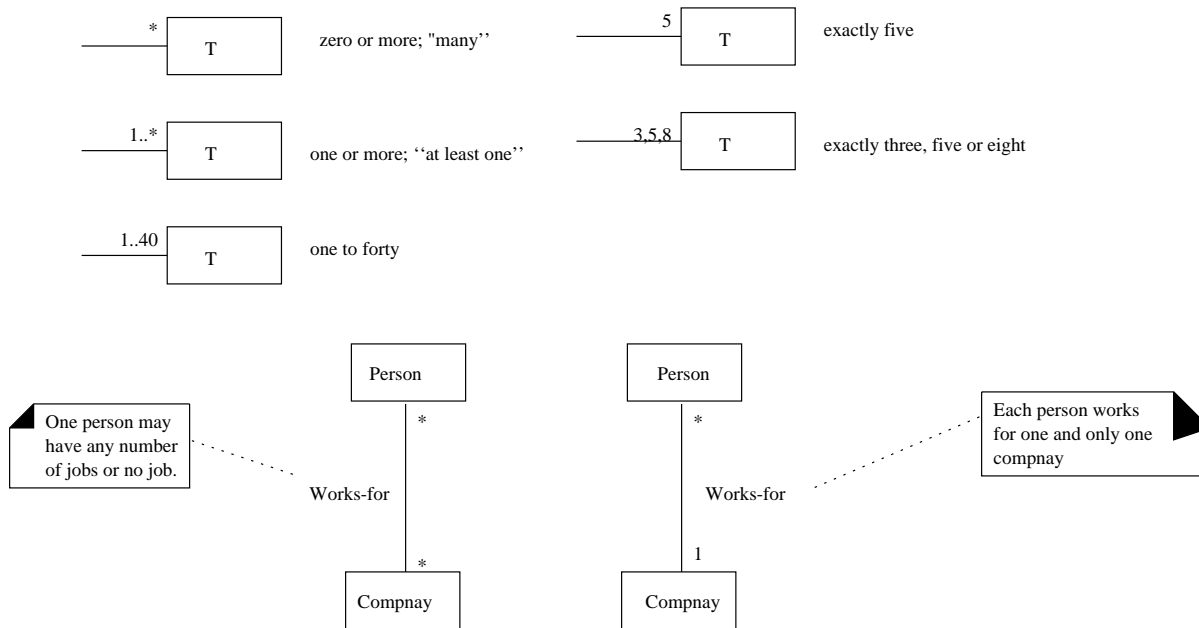 *
T
zero or more; "many’’
5
T
exactly five
1..*
T
one or more; ‘‘at least one’’
3,5,8
T
exactly three, five or eight
1..40
T
one to forty
Person
Person
One person may
have any number
of jobs or no job.
*
*
Each person works
for one and only one
compnay
Works-for
Works-for
*
1
Compnay
Compnay